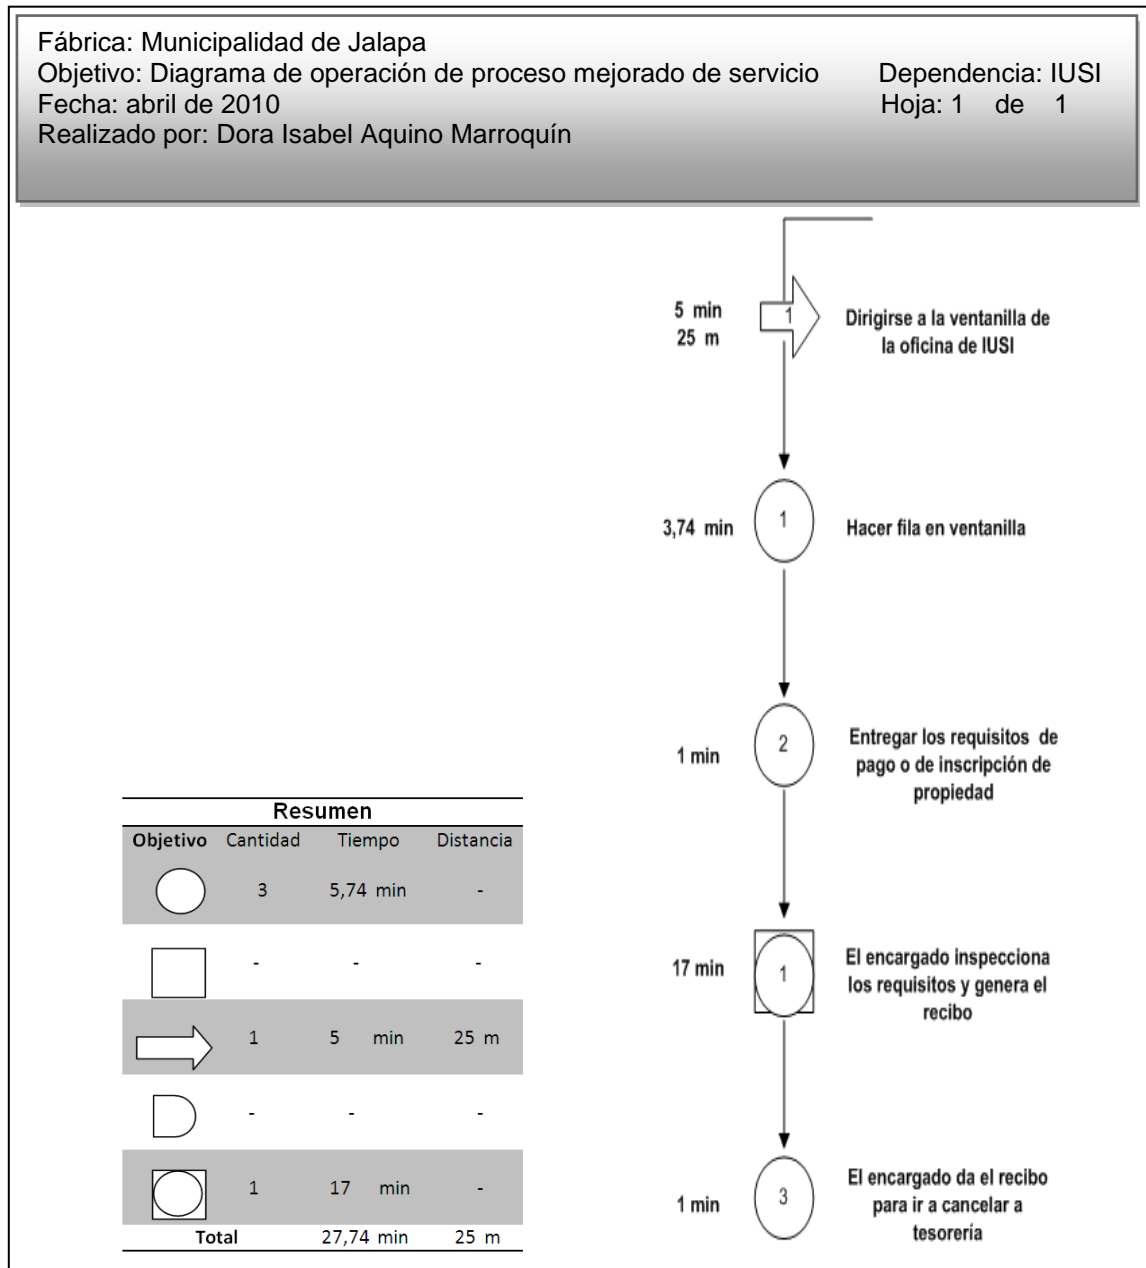 Fábrica: Municipalidad de Jalapa
Objetivo: Diagrama de operación de proceso mejorado de servicio Dependencia: IUSI
Fecha: abril de 2010 Hoja: 1 de 1
Realizado por: Dora Isabel Aquino Marroquín
5 min
25 m
1
Dirigirse a la ventanilla de
la oficina de IUSI
3,74 min
1
Hacer fila en ventanilla
1 min
2
Entregar los requisitos de
pago o de inscripción de
propiedad
17 min
1
El encargado inspecciona
los requisitos y genera el
recibo
1 min
3
El encargado da el recibo
para ir a cancelar a
tesorería
Resumen
Objetivo Cantidad Tiempo Distancia
3 5,74 min -
- - -
1 5 min 25 m
- - -
1 17 min -
Total 27,74 min 25 m